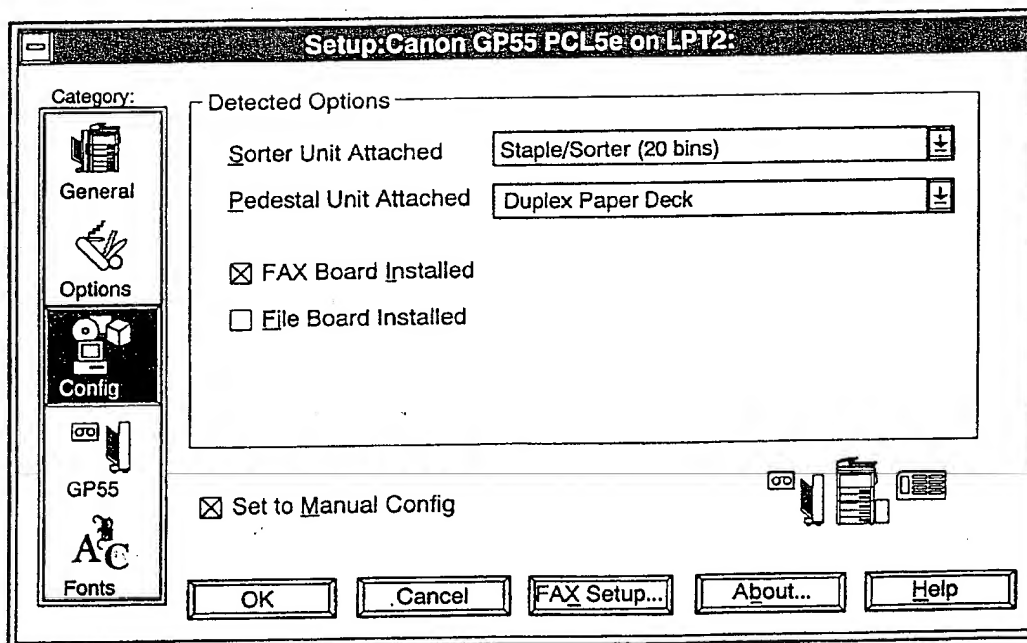 Setup:Canon GP55 PCL5e on LPT2:
Category:
General
Options
Config
GP55
Fonts
Detected Options
Sorter Unit Attached Staple/Sorter (20 bins)
Pedestal Unit Attached Duplex Paper Deck
FAX Board Installed
File Board Installed
Set to Manual Config
OK Cancel FAX Setup... About... Help